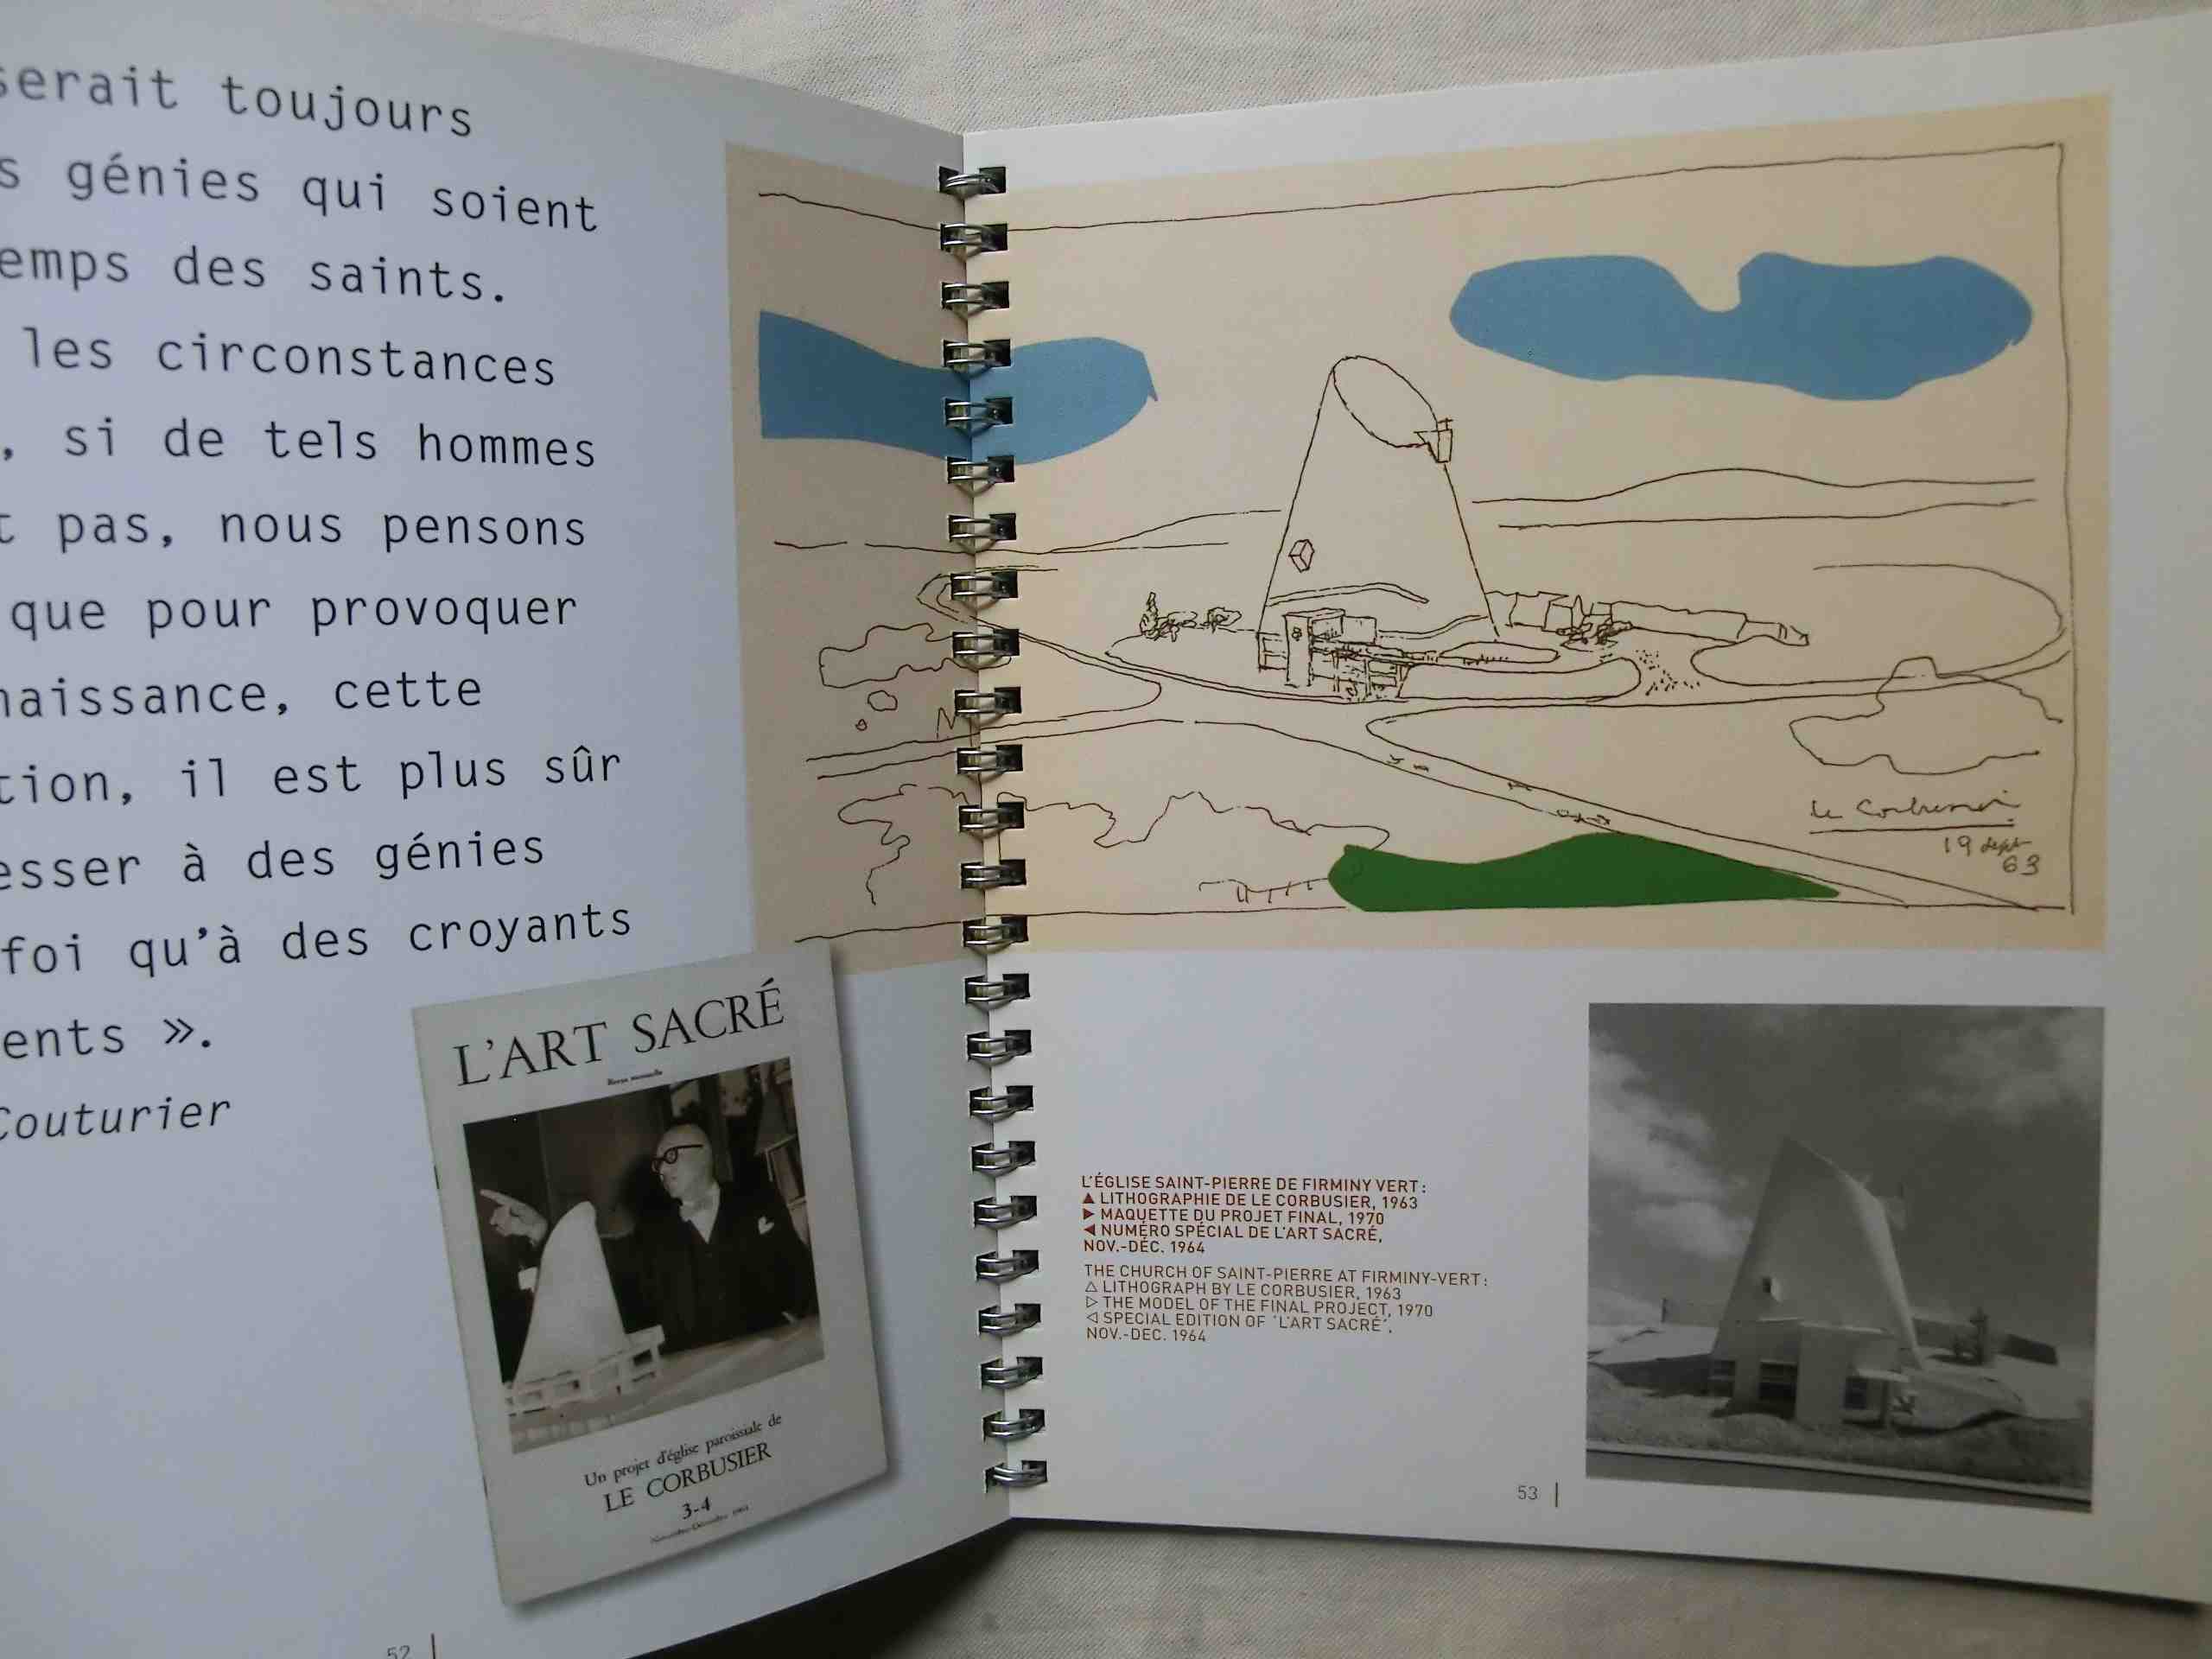 serait toujours
s génies qui soient
emps des saints.
les circonstances
, si de tels hommes
t pas, nous pensons
que pour provoquer
naissance, cette
tion, il est plus sûr
esser à des génies
foi qu'à des croyants
ents ».
Couturier
L'ART SACRÉ
Revue mensuelle
Un projet d'église paroissiale de
LE CORBUSIER
3-4
Novembre-Décembre 1964
52
Le Corbusier
19 sept
63
L'ÉGLISE SAINT-PIERRE DE FIRMINY VERT :
▲ LITHOGRAPHIE DE LE CORBUSIER, 1963
▶ MAQUETTE DU PROJET FINAL, 1970
◀ NUMÉRO SPÉCIAL DE L'ART SACRÉ,
NOV.-DÉC. 1964
THE CHURCH OF SAINT-PIERRE AT FIRMINY-VERT :
△ LITHOGRAPH BY LE CORBUSIER, 1963
▷ THE MODEL OF THE FINAL PROJECT, 1970
◁ SPECIAL EDITION OF 'L'ART SACRÉ',
NOV.-DEC. 1964
53